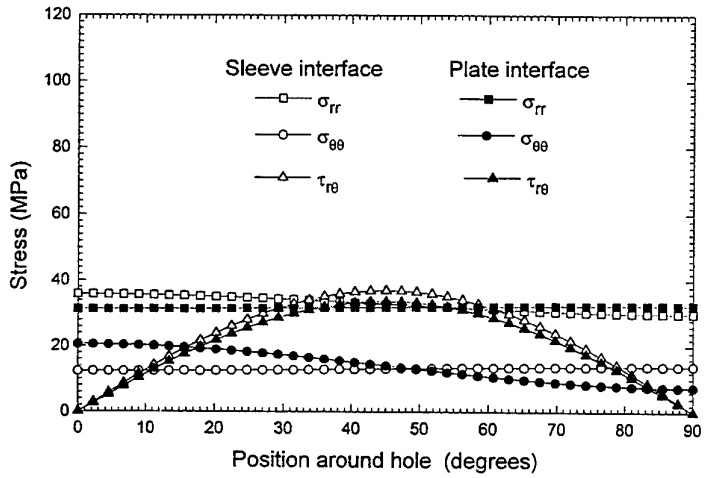 120
100
80
60
40
20
0
Stress (MPa)
Sleeve interface
σrr
σθθ
τrθ
Plate interface
σrr
σθθ
τrθ
0 10 20 30 40 50 60 70 80 90
Position around hole (degrees)